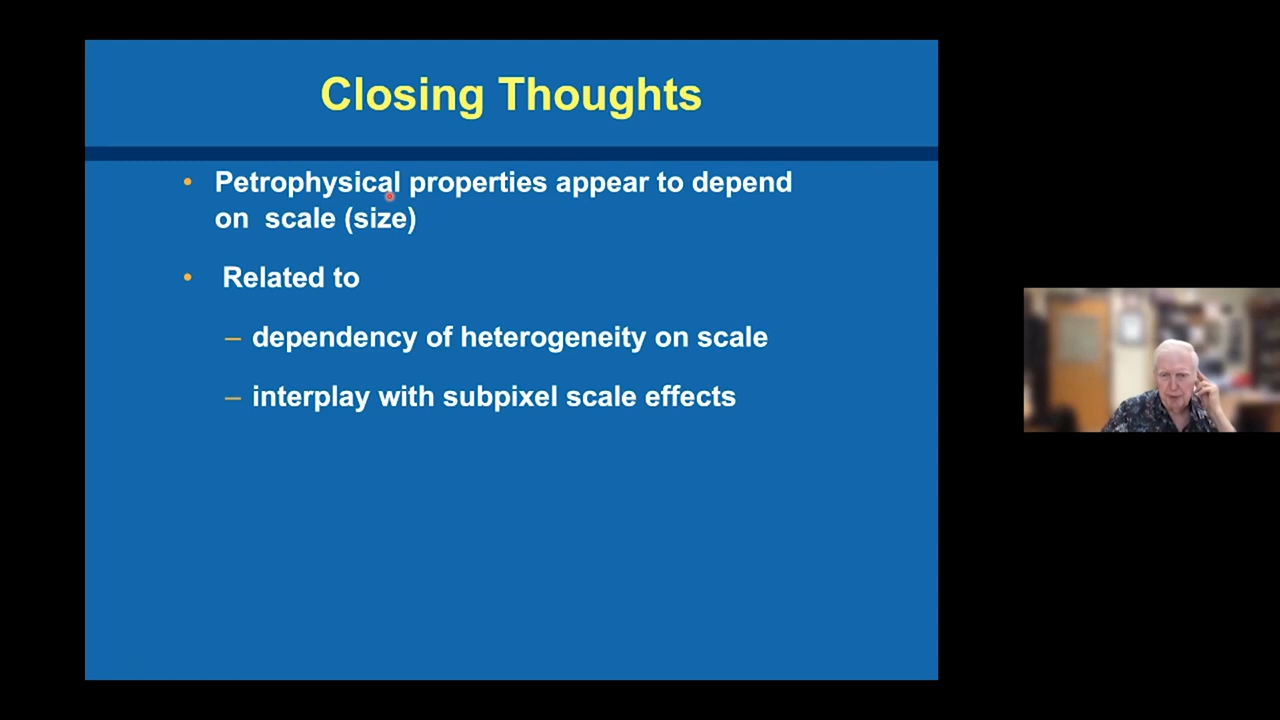 Closing Thoughts
• Petrophysical properties appear to depend
on  scale (size)
• Related to
– dependency of heterogeneity on scale
– interplay with subpixel scale effects